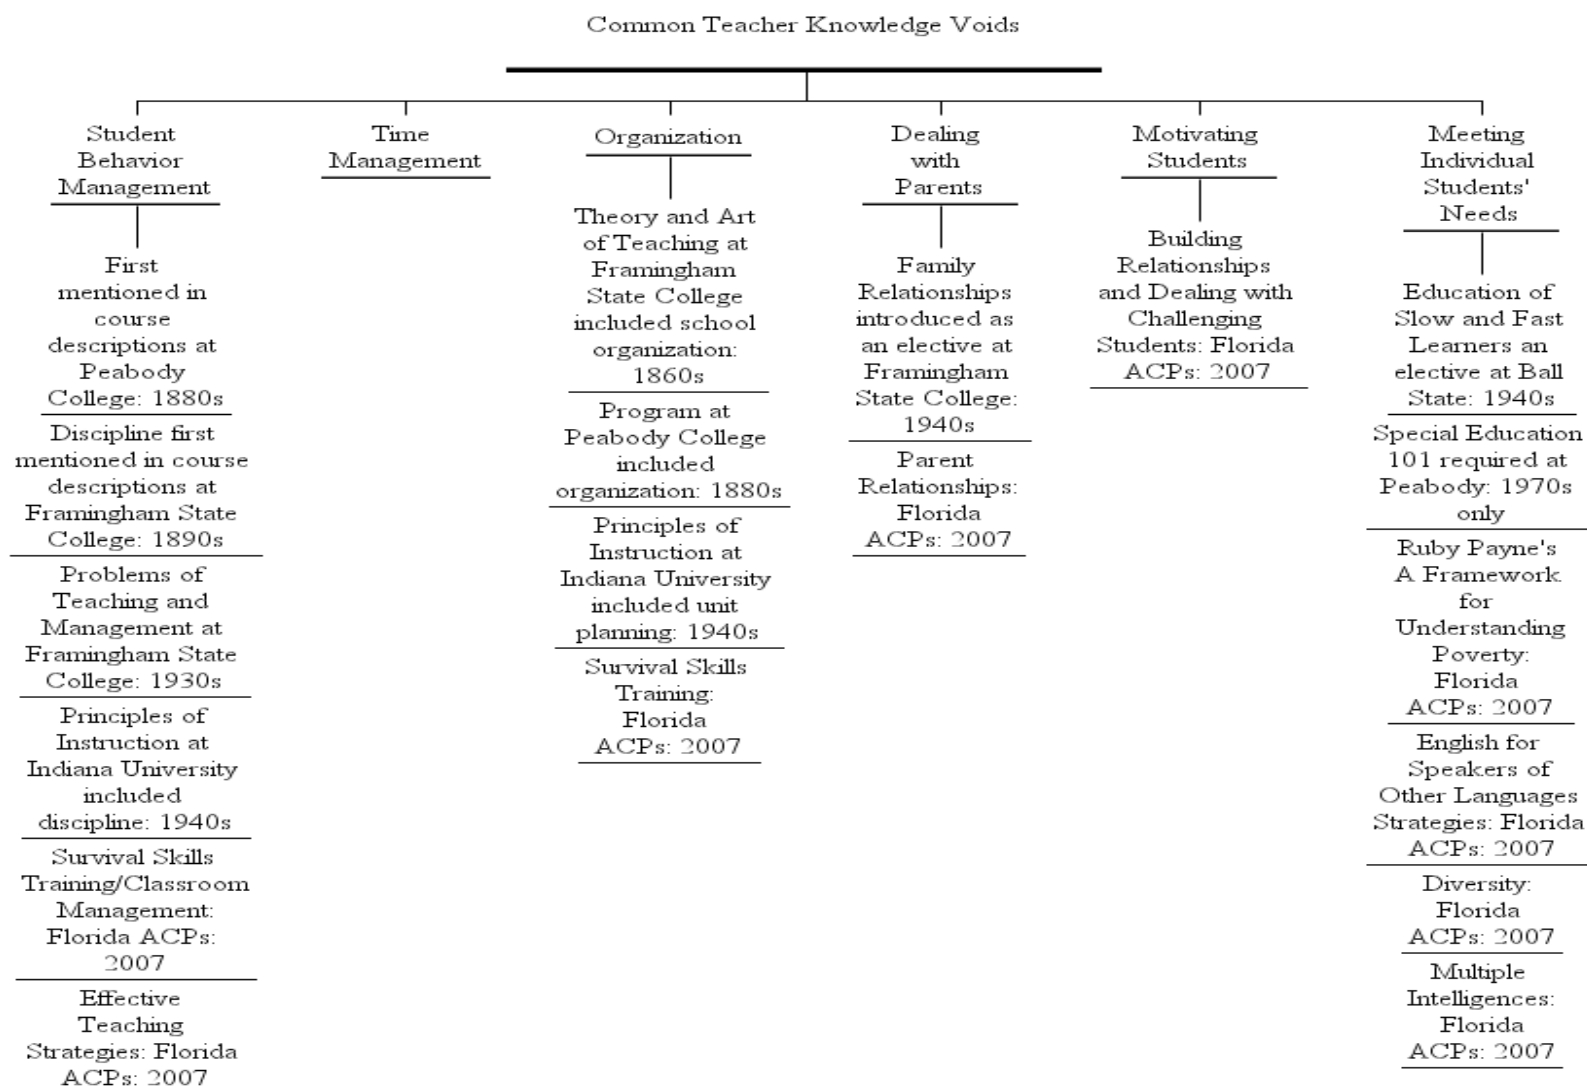 Common Teacher Knowledge Voids
Student
Behavior
Management
First
mentioned in
course
descriptions at
Peabody
College: 1880s
Discipline first
mentioned in course
descriptions at
Framingham State
College: 1890s
Problems of
Teaching and
Management at
Framingham State
College: 1930s
Principles of
Instruction at
Indiana University
included
discipline: 1940s
Survival Skills
Training/Classroom
Management:
Florida ACPs:
2007
Effective
Teaching
Strategies: Florida
ACPs: 2007
Time
Management
Organization
Theory and Art
of Teaching at
Framingham
State College
included school
organization:
1860s
Program at
Peabody College
included
organization: 1880s
Principles of
Instruction at
Indiana University
included unit
planning: 1940s
Survival Skills
Training:
Florida
ACPs: 2007
Dealing
with
Parents
Family
Relationships
introduced as
an elective at
Framingham
State College:
1940s
Parent
Relationships:
Florida
ACPs: 2007
Motivating
Students
Building
Relationships
and Dealing with
Challenging
Students: Florida
ACPs: 2007
Meeting
Individual
Students'
Needs
Education of
Slow and Fast
Learners an
elective at Ball
State: 1940s
Special Education
101 required at
Peabody: 1970s
only
Ruby Payne's
A Framework
for
Understanding
Poverty:
Florida
ACPs: 2007
English for
Speakers of
Other Languages
Strategies: Florida
ACPs: 2007
Diversity:
Florida
ACPs: 2007
Multiple
Intelligences:
Florida
ACPs: 2007